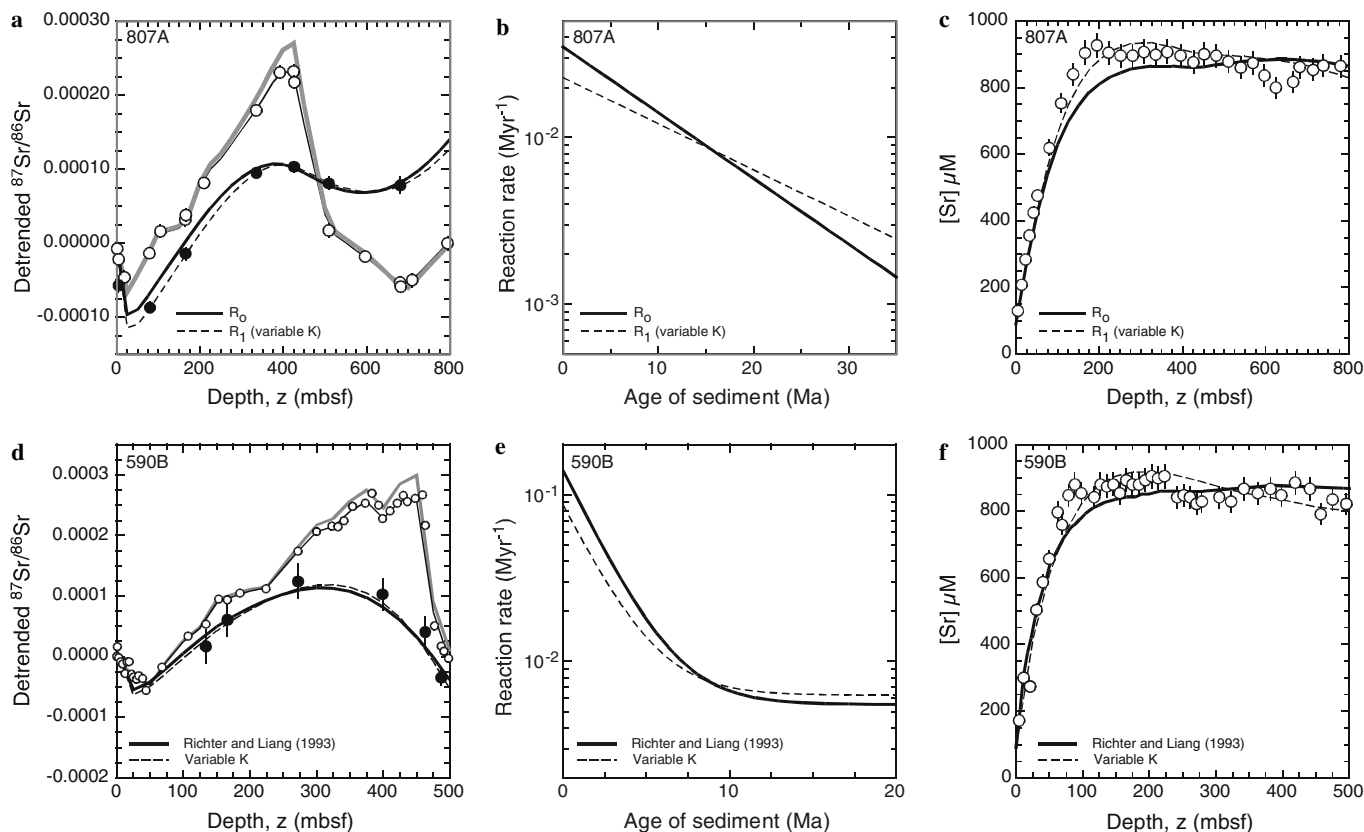 a
807A
0.00030
0.00020
0.00010
0.00000
-0.00010
Detrended 87Sr/86Sr
Ro
R1 (variable K)
0 200 400 600 800
Depth, z (mbsf)
b
807A
10-2
10-3
Reaction rate (Myr-1)
Ro
R1 (variable K)
0 10 20 30
Age of sediment (Ma)
c
807A
1000
800
600
400
200
0
[Sr] µM
Ro
R1 (variable K)
0 200 400 600 800
Depth, z (mbsf)
d
590B
0.0003
0.0002
0.0001
0.0000
-0.0001
-0.0002
Detrended 87Sr/86Sr
Richter and Liang (1993)
Variable K
0 100 200 300 400 500
Depth, z (mbsf)
e
590B
10-1
10-2
Reaction rate (Myr-1)
Richter and Liang (1993)
Variable K
0 10 20
Age of sediment (Ma)
f
590B
1000
800
600
400
200
0
[Sr] µM
Richter and Liang (1993)
Variable K
0 100 200 300 400 500
Depth, z (mbsf)